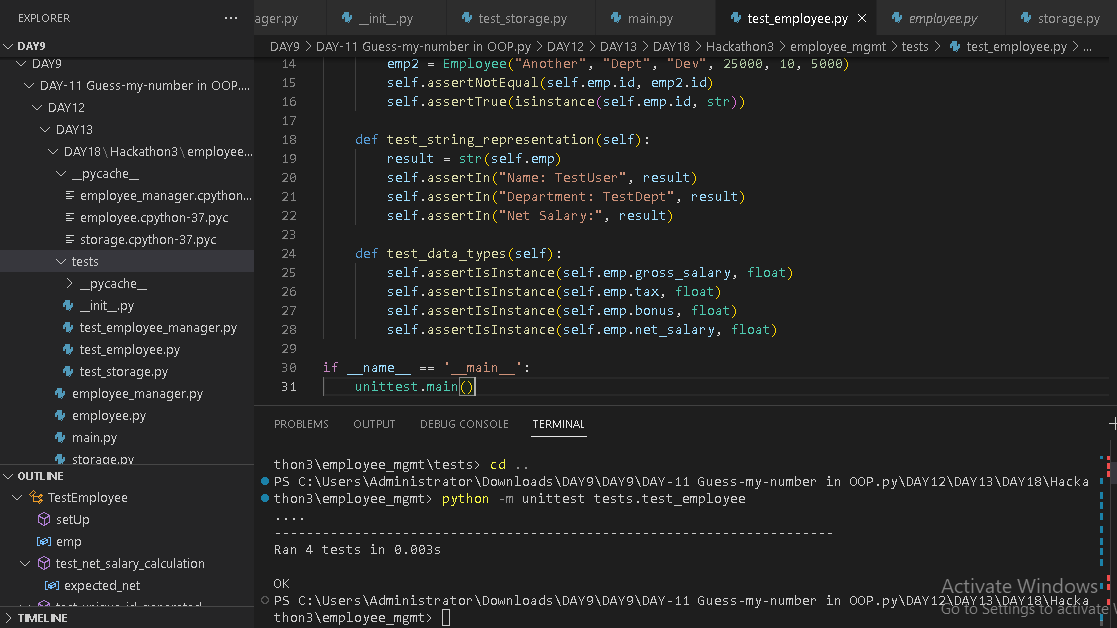 EXPLORER
...
DAY9
DAY9
DAY-11 Guess-my-number in OOP....
DAY12
DAY13
DAY18\Hackathon3\employee...
__pycache__
employee_manager.cpython...
employee.cpython-37.pyc
storage.cpython-37.pyc
tests
__pycache__
__init__.py
test_employee_manager.py
test_employee.py
test_storage.py
employee_manager.py
employee.py
main.py
storage.py
OUTLINE
TestEmployee
setUp
emp
test_net_salary_calculation
expected_net
test_unique_id_generated
TIMELINE
ager.py __init__.py test_storage.py main.py test_employee.py employee.py storage.py
DAY9 > DAY-11 Guess-my-number in OOP.py > DAY12 > DAY13 > DAY18 > Hackathon3 > employee_mgmt > tests > test_employee.py > ...
14 emp2 = Employee("Another", "Dept", "Dev", 25000, 10, 5000)
15 self.assertNotEqual(self.emp.id, emp2.id)
16 self.assertTrue(isinstance(self.emp.id, str))
17
18 def test_string_representation(self):
19 result = str(self.emp)
20 self.assertIn("Name: TestUser", result)
21 self.assertIn("Department: TestDept", result)
22 self.assertIn("Net Salary:", result)
23
24 def test_data_types(self):
25 self.assertIsInstance(self.emp.gross_salary, float)
26 self.assertIsInstance(self.emp.tax, float)
27 self.assertIsInstance(self.emp.bonus, float)
28 self.assertIsInstance(self.emp.net_salary, float)
29
30 if __name__ == '__main__':
31 unittest.main()
PROBLEMS OUTPUT DEBUG CONSOLE TERMINAL
thon3\employee_mgmt\tests> cd ..
PS C:\Users\Administrator\Downloads\DAY9\DAY9\DAY-11 Guess-my-number in OOP.py\DAY12\DAY13\DAY18\Hacka
thon3\employee_mgmt> python -m unittest tests.test_employee
....
----------------------------------------------------------------------
Ran 4 tests in 0.003s
OK
PS C:\Users\Administrator\Downloads\DAY9\DAY9\DAY-11 Guess-my-number in OOP.py\DAY12\DAY13\DAY18\Hacka
thon3\employee_mgmt>
Activate Windows
Go to Settings to activate W